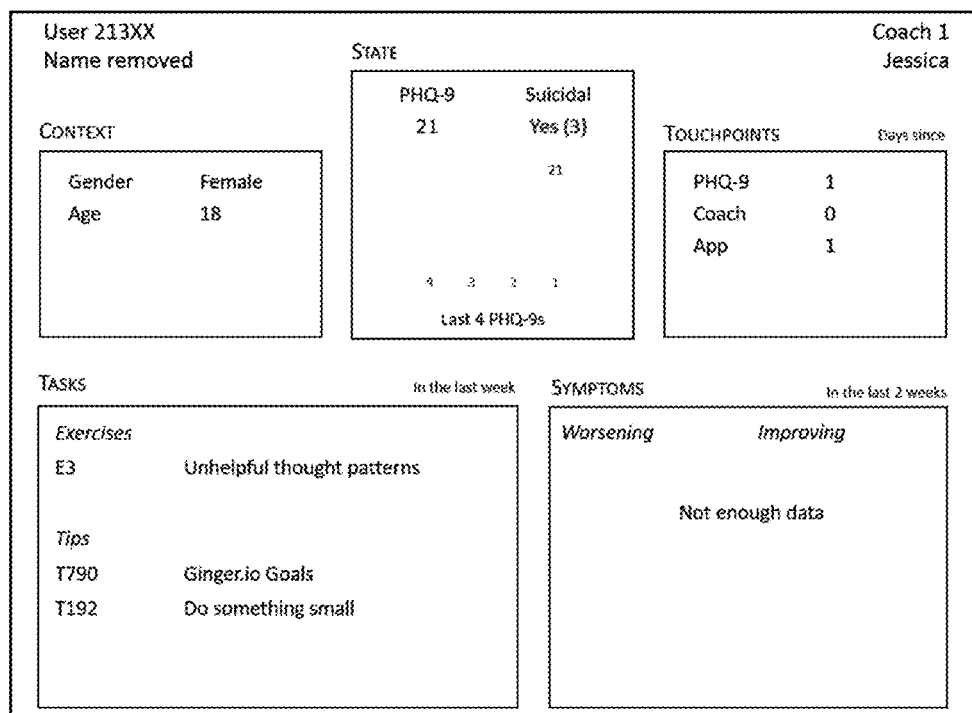 User 213XX
Name removed
Coach 1
Jessica
STATE
PHQ-9 Suicidal
21 Yes (3)
21
4 3 2 1
Last 4 PHQ-9s
CONTEXT
Gender Female
Age 18
TOUCHPOINTS Days since
PHQ-9 1
Coach 0
App 1
TASKS In the last week
Exercises
E3 Unhelpful thought patterns
Tips
T790 Ginger.io Goals
T192 Do something small
SYMPTOMS In the last 2 weeks
Worsening Improving
Not enough data